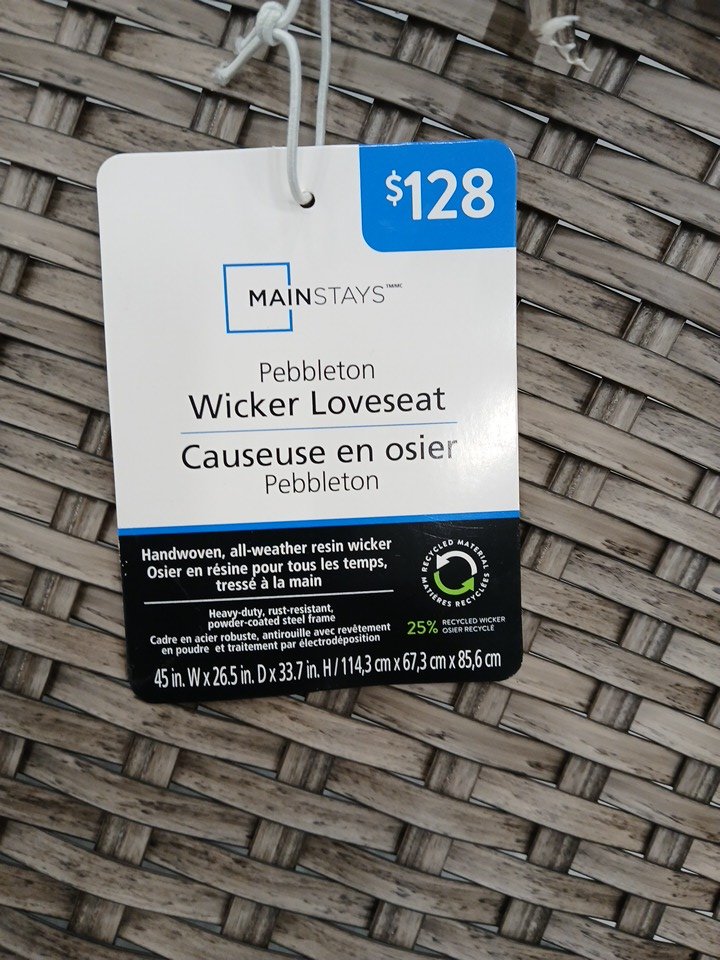 $128
MAINSTAYS TM/MC
Pebbleton
Wicker Loveseat
Causeuse en osier
Pebbleton
Handwoven, all-weather resin wicker
Osier en résine pour tous les temps,
tressé à la main
Heavy-duty, rust-resistant,
powder-coated steel frame
Cadre en acier robuste, antirouille avec revêtement
en poudre et traitement par électrodéposition
RECYCLED MATERIAL
MATIÈRES RECYCLÉES
25% RECYCLED WICKER
OSIER RECYCLÉ
45 in. W x 26.5 in. D x 33.7 in. H / 114,3 cm x 67,3 cm x 85,6 cm